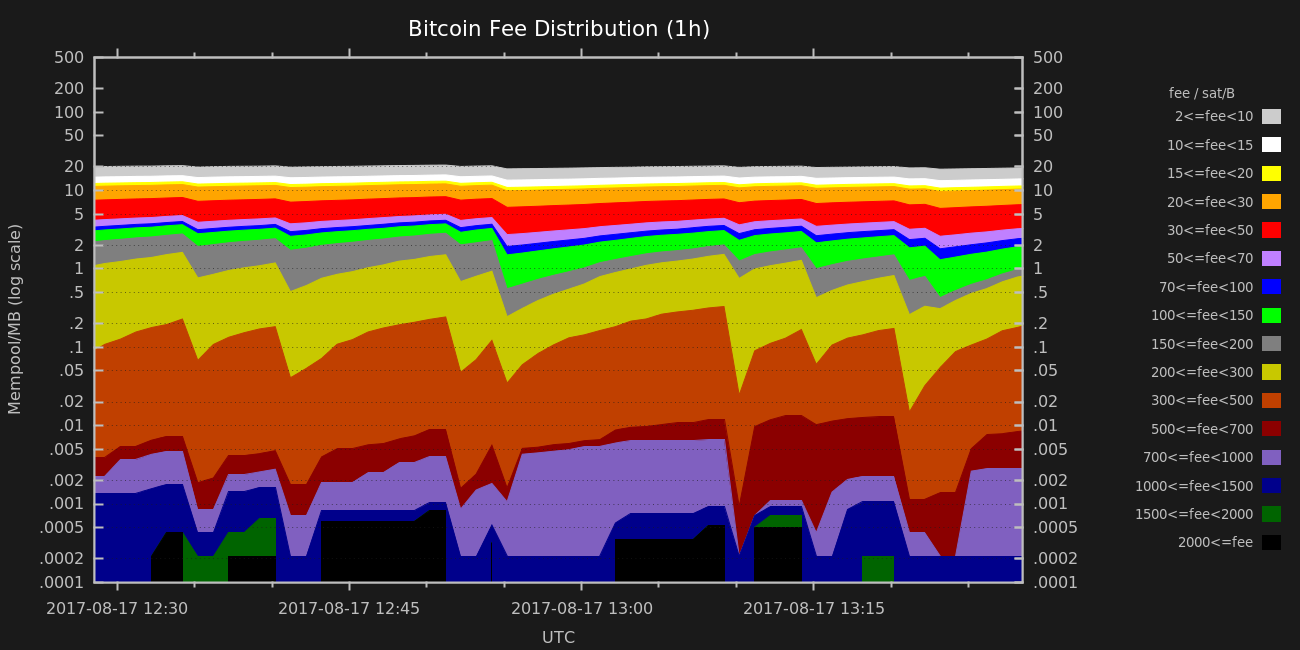 Bitcoin Fee Distribution (1h)
Mempool/MB (log scale)
500
200
100
50
20
10
5
2
1
.5
.2
.1
.05
.02
.01
.005
.002
.001
.0005
.0002
.0001
500
200
100
50
20
10
5
2
1
.5
.2
.1
.05
.02
.01
.005
.002
.001
.0005
.0002
.0001
2017-08-17 12:30 2017-08-17 12:45 2017-08-17 13:00 2017-08-17 13:15
UTC
fee / sat/B
2<=fee<10
10<=fee<15
15<=fee<20
20<=fee<30
30<=fee<50
50<=fee<70
70<=fee<100
100<=fee<150
150<=fee<200
200<=fee<300
300<=fee<500
500<=fee<700
700<=fee<1000
1000<=fee<1500
1500<=fee<2000
2000<=fee